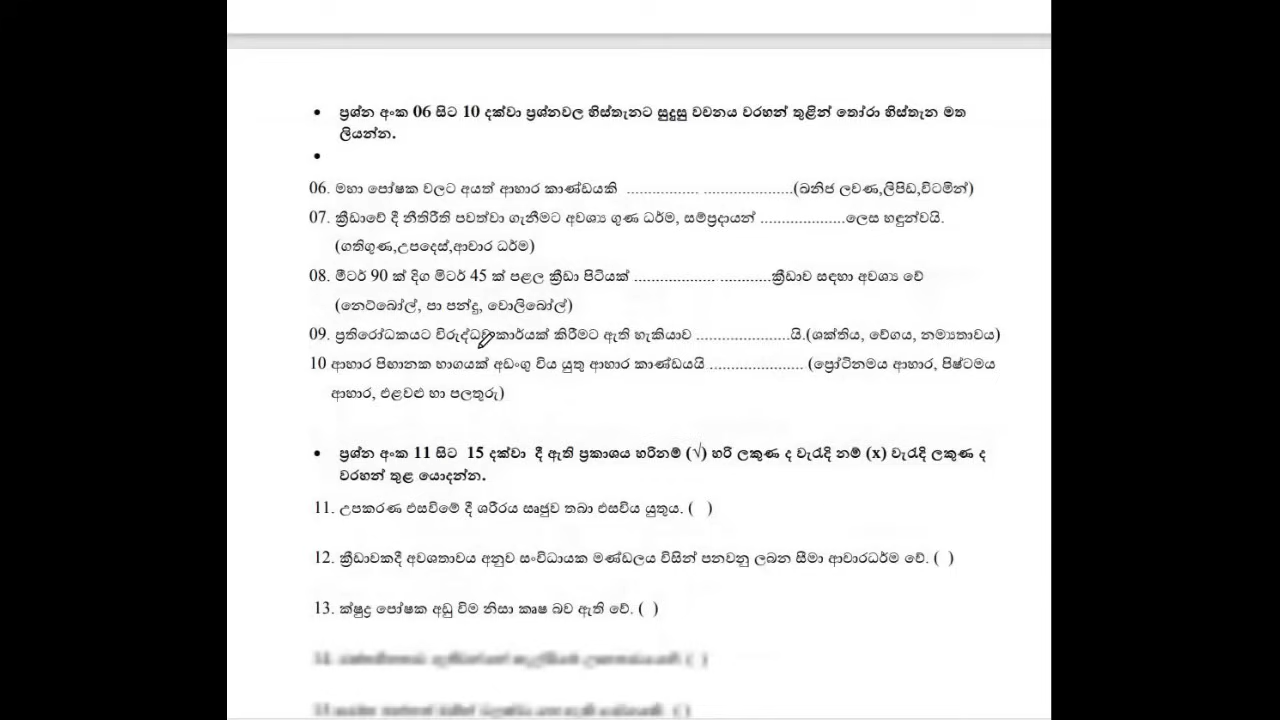 • ප්‍රශ්න අංක 06 සිට 10 දක්වා ප්‍රශ්නවල හිස්තැනට සුදුසු වචනය වරහන් තුළින් තෝරා හිස්තැන මත
ලියන්න.
•
06. මහා පෝෂක වලට අයත් ආහාර කාණ්ඩයකි ................. .....................(ඛනිජ ලවණ,ලිපිඩ,විටමින්)
07. ක්‍රීඩාවේ දී නීතිරීති පවත්වා ගැනීමට අවශ්‍ය ගුණ ධර්ම, සම්ප්‍රදායන් ....................ලෙස හඳුන්වයි.
(ගතිගුණ,උපදෙස්,ආචාර ධර්ම)
08. මීටර් 90 ක් දිග මීටර් 45 ක් පළල ක්‍රීඩා පිටියක් ................... ............ක්‍රීඩාව සඳහා අවශ්‍ය වේ
(නෙට්බෝල්, පා පන්දු, වොලිබෝල්)
09. ප්‍රතිරෝධකයට විරුද්ධව කාර්යක් කිරීමට ඇති හැකියාව ......................යි.(ශක්තිය, වේගය, නම්‍යතාවය)
10 ආහාර පිඟානක භාගයක් අඩංගු විය යුතු ආහාර කාණ්ඩයයි ...................... (ප්‍රෝටීනමය ආහාර, පිෂ්ටමය
ආහාර, එළවළු හා පලතුරු)
• ප්‍රශ්න අංක 11 සිට 15 දක්වා දී ඇති ප්‍රකාශය හරිනම් (√) හරි ලකුණ ද වැරැදි නම් (x) වැරැදි ලකුණ ද
වරහන් තුළ යොදන්න.
11. උපකරණ එසවීමේ දී ශරීරය සෘජුව තබා එසවිය යුතුය. ( )
12. ක්‍රීඩාවකදී අවශතාවය අනුව සංවිධායක මණ්ඩලය විසින් පනවනු ලබන සීමා ආචාරධර්ම වේ. ( )
13. ක්ෂුද්‍ර පෝෂක අඩු වීම නිසා කෘෂ බව ඇති වේ. ( )